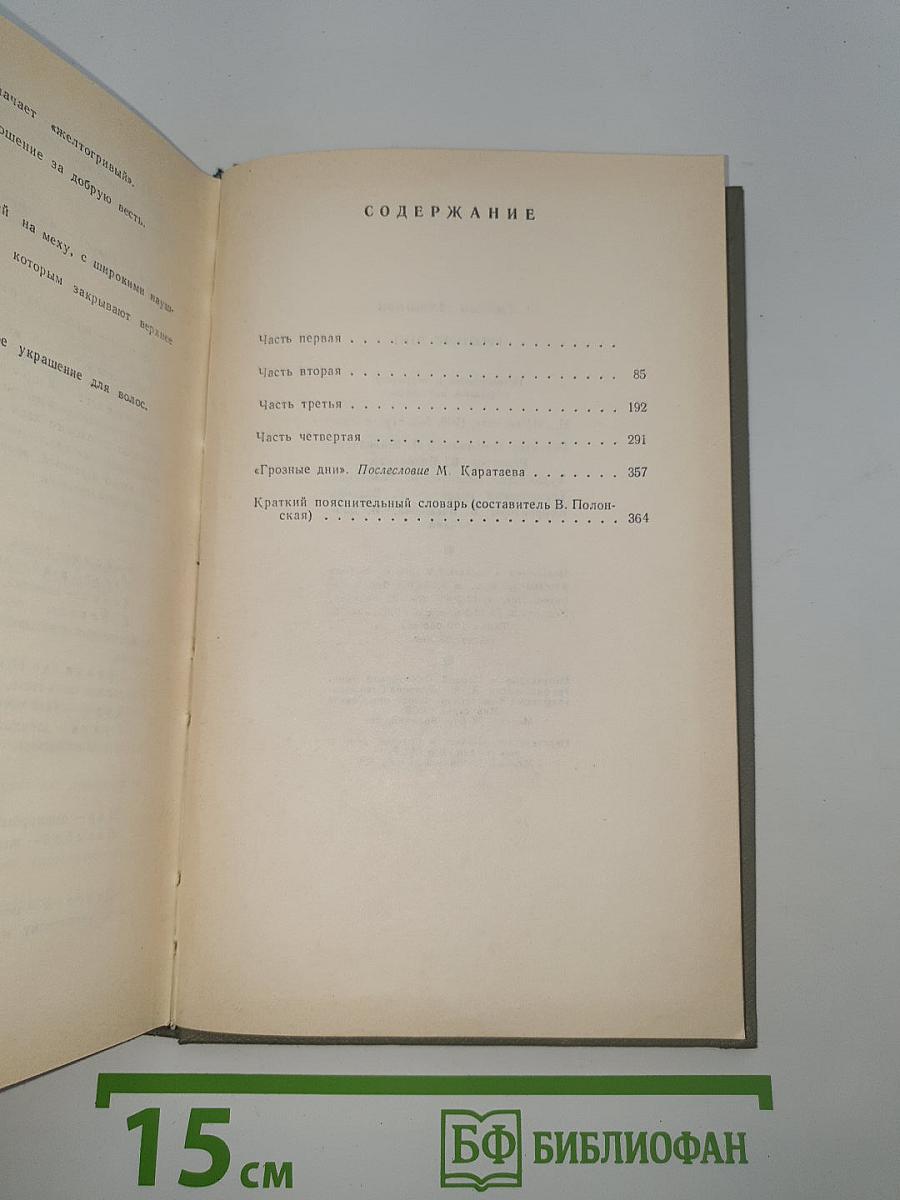 «желтогривый».
за добрую весть.
на меху, с широкими науш-
которым закрывают верхнее
украшение для волос.
СОДЕРЖАНИЕ
Часть первая . . . . . . . . . . . . . . . . . . . . .
Часть вторая . . . . . . . . . . . . . . . . . . . . . 85
Часть третья . . . . . . . . . . . . . . . . . . . . . 192
Часть четвертая . . . . . . . . . . . . . . . . . . . 291
«Грозные дни». Послесловие М. Каратаева . . . . . . . 357
Краткий пояснительный словарь (составитель В. Полон-
ская) . . . . . . . . . . . . . . . . . . . . . . . 364
15 см
БФ БИБЛИОФАН